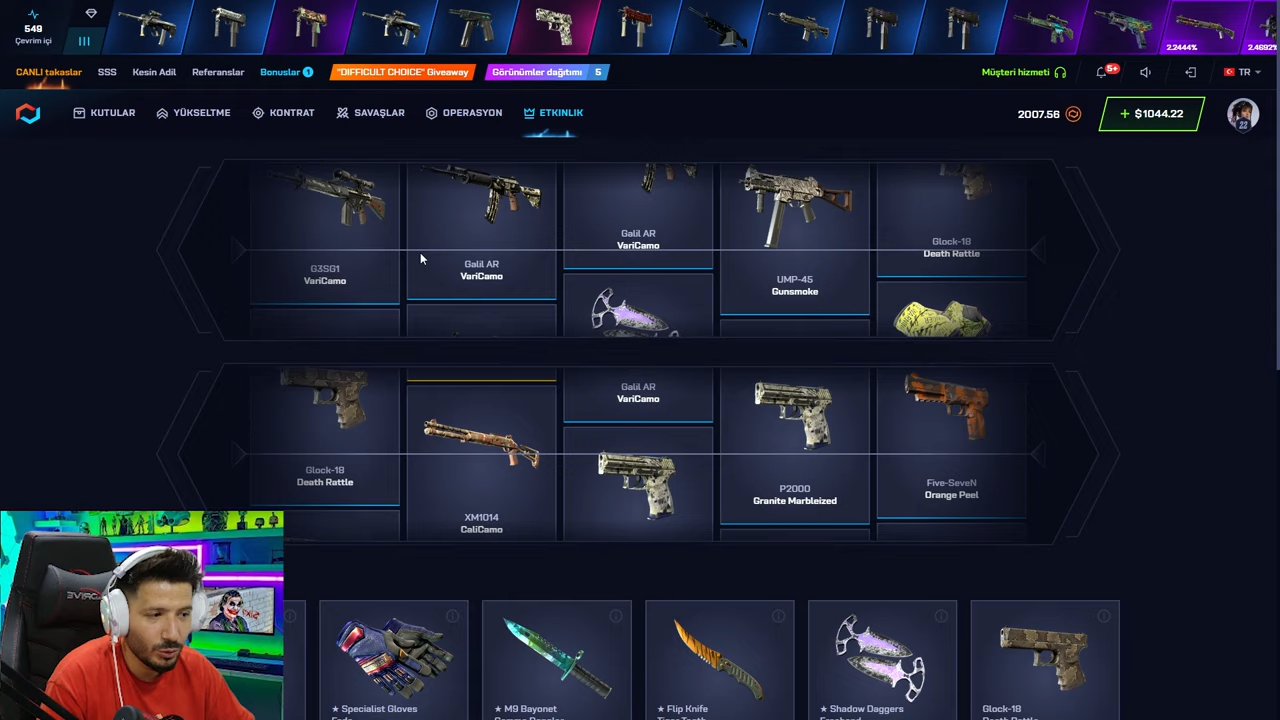 549
Çevrim içi
2.2444%
2.4692%
CANLI takaslar
SSS
Kesin Adil
Referanslar
Bonuslar 1
"DIFFICULT CHOICE" Giveaway
Görünümler dağıtımı 5
Müşteri hizmeti
5+
TR
KUTULAR
YÜKSELTME
KONTRAT
SAVAŞLAR
OPERASYON
ETKINLIK
2007.56
+ $1044.22
G3SG1
VariCamo
Galil AR
VariCamo
Galil AR
VariCamo
UMP-45
Gunsmoke
Glock-18
Death Rattle
Glock-18
Death Rattle
XM1014
CaliCamo
Galil AR
VariCamo
P2000
Granite Marbleized
Five-SeveN
Orange Peel
★ Specialist Gloves
★ M9 Bayonet
★ Flip Knife
★ Shadow Daggers
Glock-18